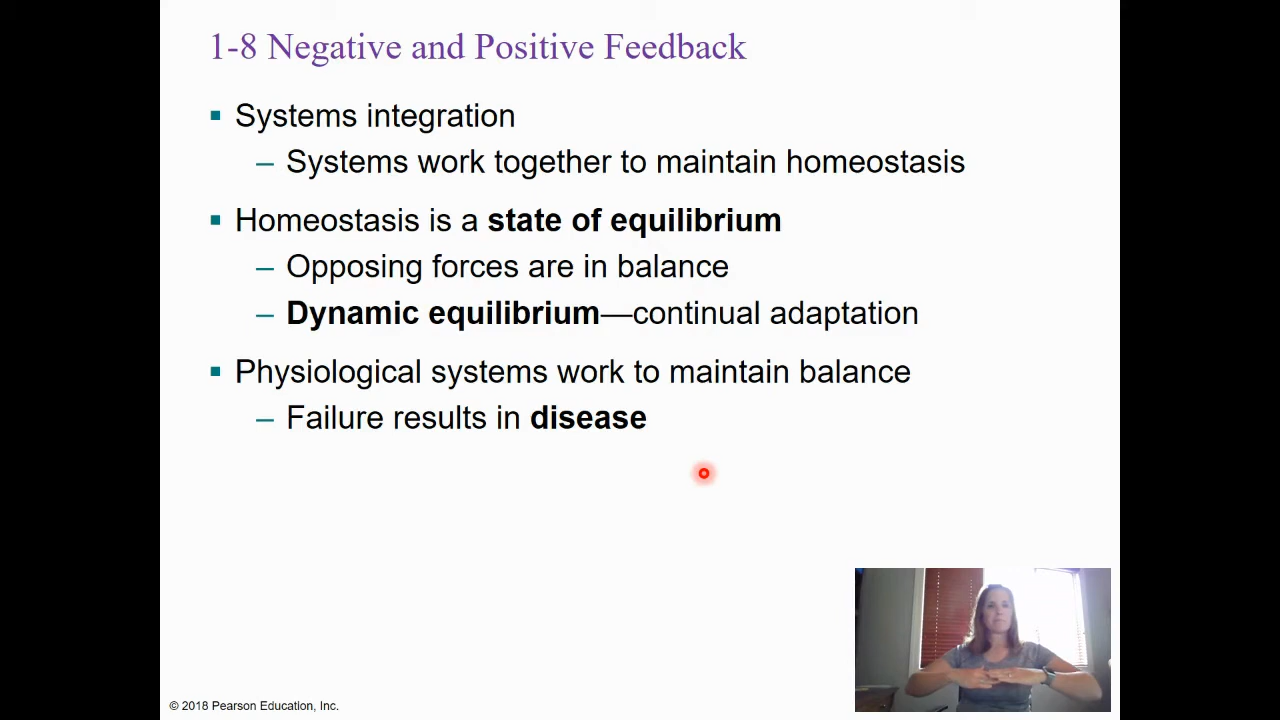 1-8 Negative and Positive Feedback
▪ Systems integration
– Systems work together to maintain homeostasis
▪ Homeostasis is a state of equilibrium
– Opposing forces are in balance
– Dynamic equilibrium—continual adaptation
▪ Physiological systems work to maintain balance
– Failure results in disease
© 2018 Pearson Education, Inc.